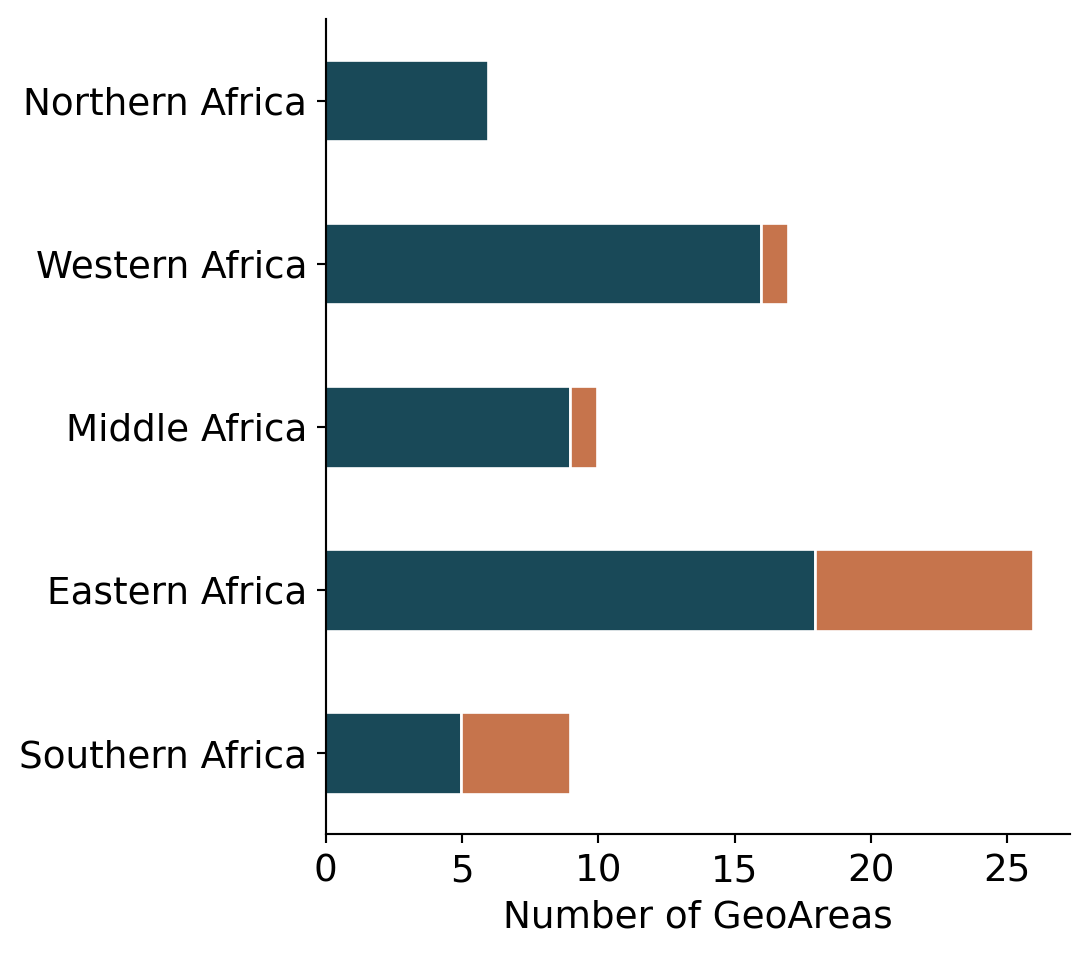 Northern Africa
Western Africa
Middle Africa
Eastern Africa
Southern Africa
0 5 10 15 20 25
Number of GeoAreas